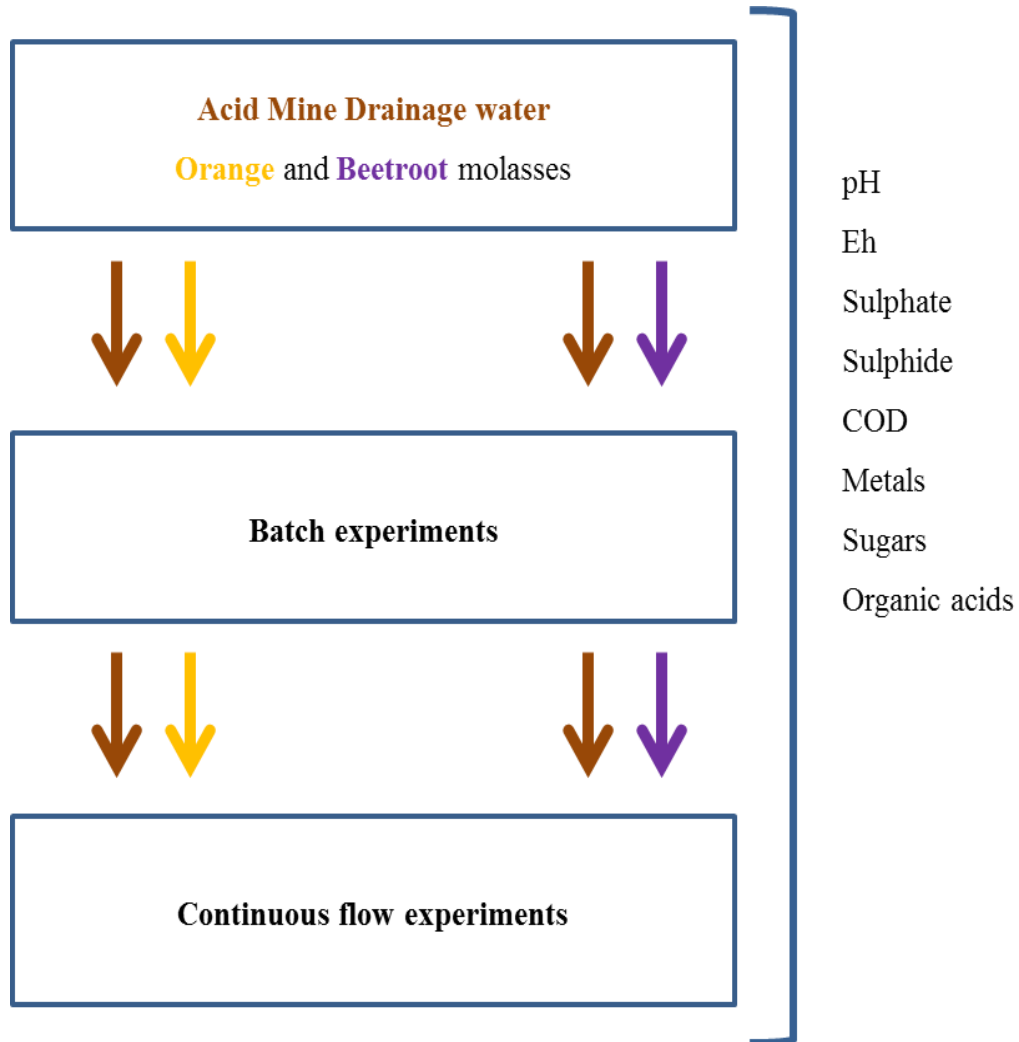 Acid Mine Drainage water
Orange and Beetroot molasses
Batch experiments
Continuous flow experiments
pH
Eh
Sulphate
Sulphide
COD
Metals
Sugars
Organic acids